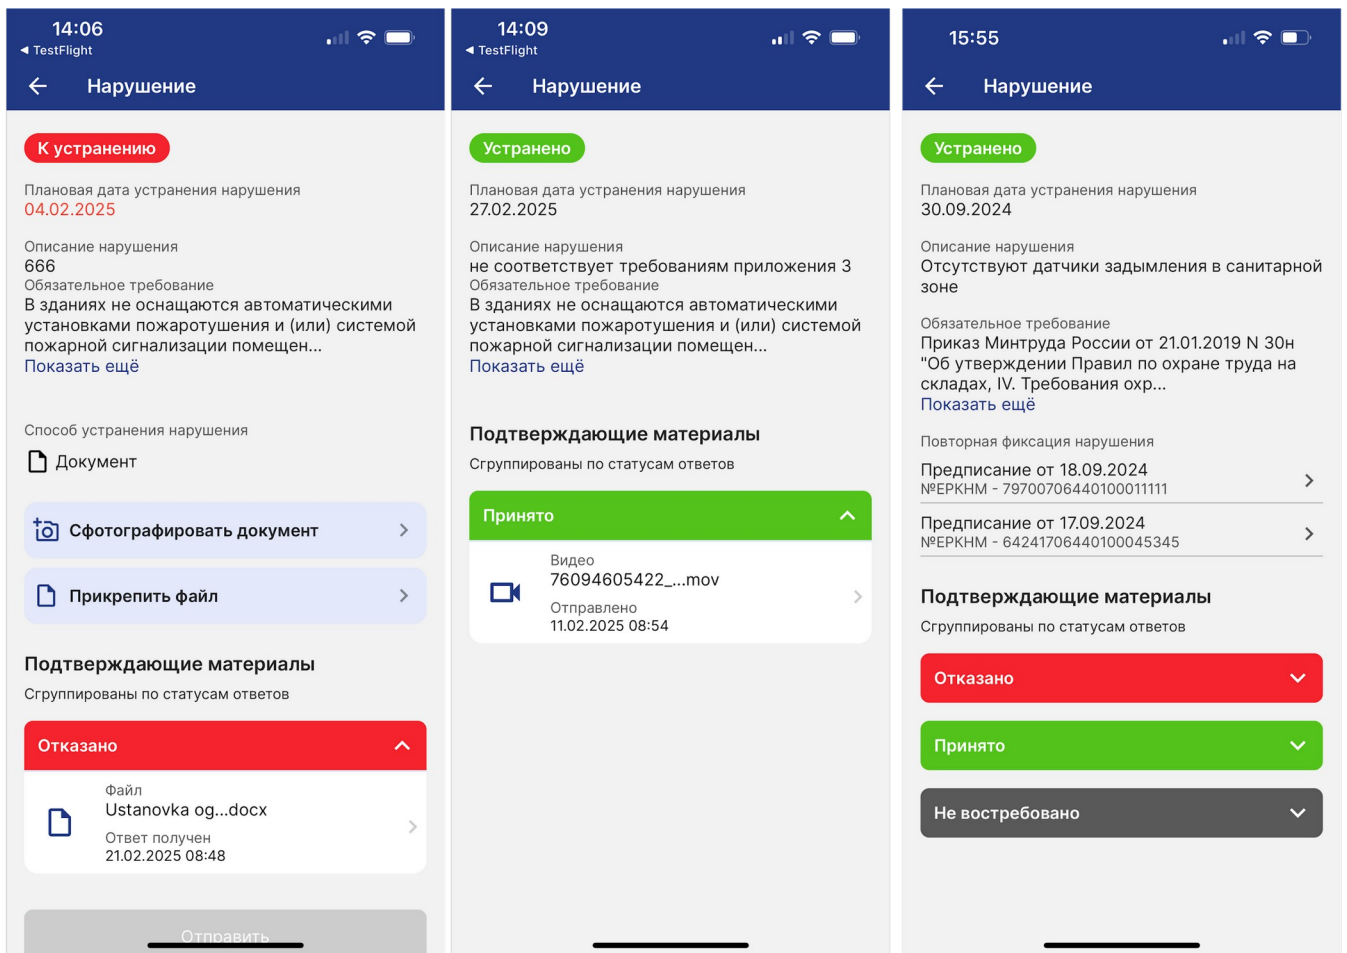 14:06
◀ TestFlight
Нарушение
К устранению
Плановая дата устранения нарушения
04.02.2025
Описание нарушения
666
Обязательное требование
В зданиях не оснащаются автоматическими
установками пожаротушения и (или) системой
пожарной сигнализации помещен...
Показать ещё
Способ устранения нарушения
Документ
Сфотографировать документ
Прикрепить файл
Подтверждающие материалы
Сгруппированы по статусам ответов
Отказано
Файл
Ustanovka og...docx
Ответ получен
21.02.2025 08:48
Отправить
14:09
◀ TestFlight
Нарушение
Устранено
Плановая дата устранения нарушения
27.02.2025
Описание нарушения
не соответствует требованиям приложения 3
Обязательное требование
В зданиях не оснащаются автоматическими
установками пожаротушения и (или) системой
пожарной сигнализации помещен...
Показать ещё
Подтверждающие материалы
Сгруппированы по статусам ответов
Принято
Видео
76094605422_...mov
Отправлено
11.02.2025 08:54
15:55
Нарушение
Устранено
Плановая дата устранения нарушения
30.09.2024
Описание нарушения
Отсутствуют датчики задымления в санитарной
зоне
Обязательное требование
Приказ Минтруда России от 21.01.2019 N 30н
"Об утверждении Правил по охране труда на
складах, IV. Требования охр...
Показать ещё
Повторная фиксация нарушения
Предписание от 18.09.2024
№ЕРКНМ - 79700706440100011111
Предписание от 17.09.2024
№ЕРКНМ - 64241706440100045345
Подтверждающие материалы
Сгруппированы по статусам ответов
Отказано
Принято
Не востребовано